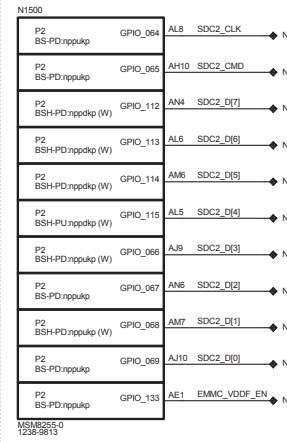 N1500
P2 GPIO_064 AL8 SDC2_CLK
BS-PD:nppukp N
P2 GPIO_065 AH10 SDC2_CMD
BS-PD:nppukp N
P2 GPIO_112 AN4 SDC2_D[7]
BSH-PD:nppdkp (W) N
P2 GPIO_113 AL6 SDC2_D[6]
BSH-PD:nppdkp (W) N
P2 GPIO_114 AM6 SDC2_D[5]
BSH-PD:nppdkp (W) N
P2 GPIO_115 AL5 SDC2_D[4]
BSH-PU:nppdkp (W) N
P2 GPIO_066 AJ9 SDC2_D[3]
BSH-PD:nppukp (W) N
P2 GPIO_067 AN6 SDC2_D[2]
BS-PD:nppukp N
P2 GPIO_068 AM7 SDC2_D[1]
BSH-PD:nppukp (W) N
P2 GPIO_069 AJ10 SDC2_D[0]
BS-PD:nppukp N
P2 GPIO_133 AE1 EMMC_VDDF_EN
BS-PD:nppukp N
MSM8255-0
1238-9813